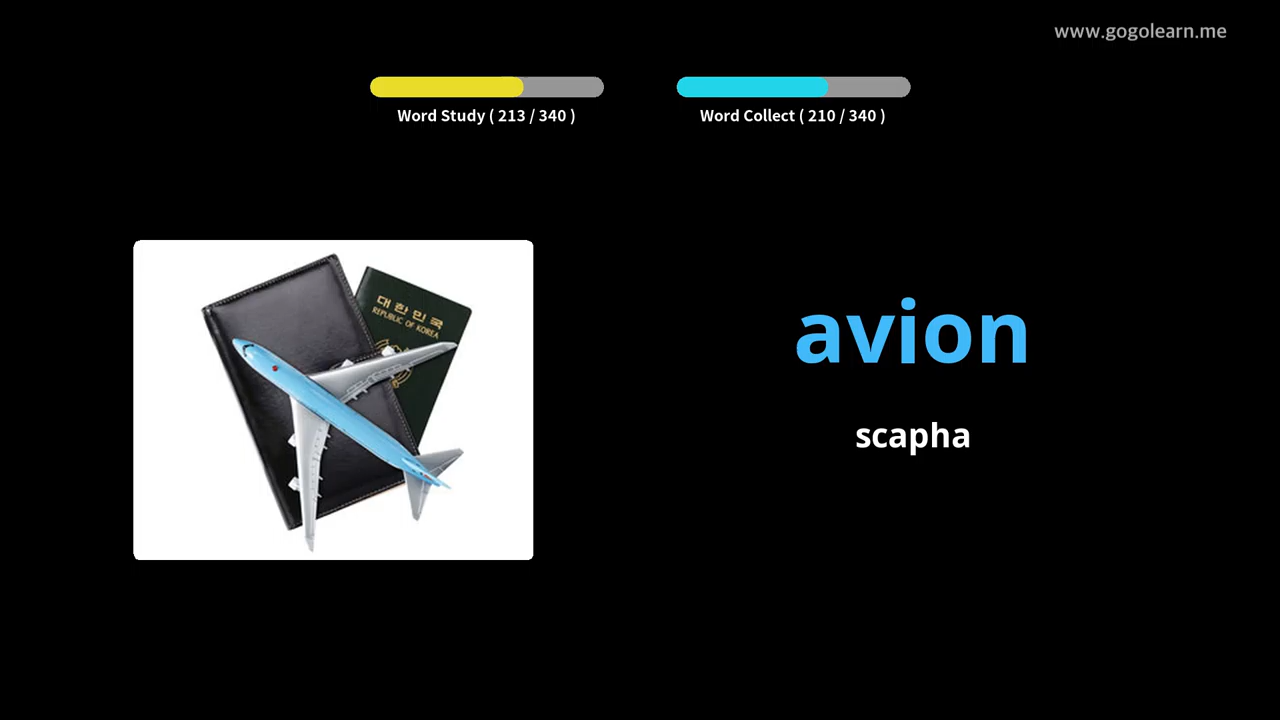 www.gogolearn.me
Word Study ( 213 / 340 )
Word Collect ( 210 / 340 )
대한민국
REPUBLIC OF KOREA
avion
scapha